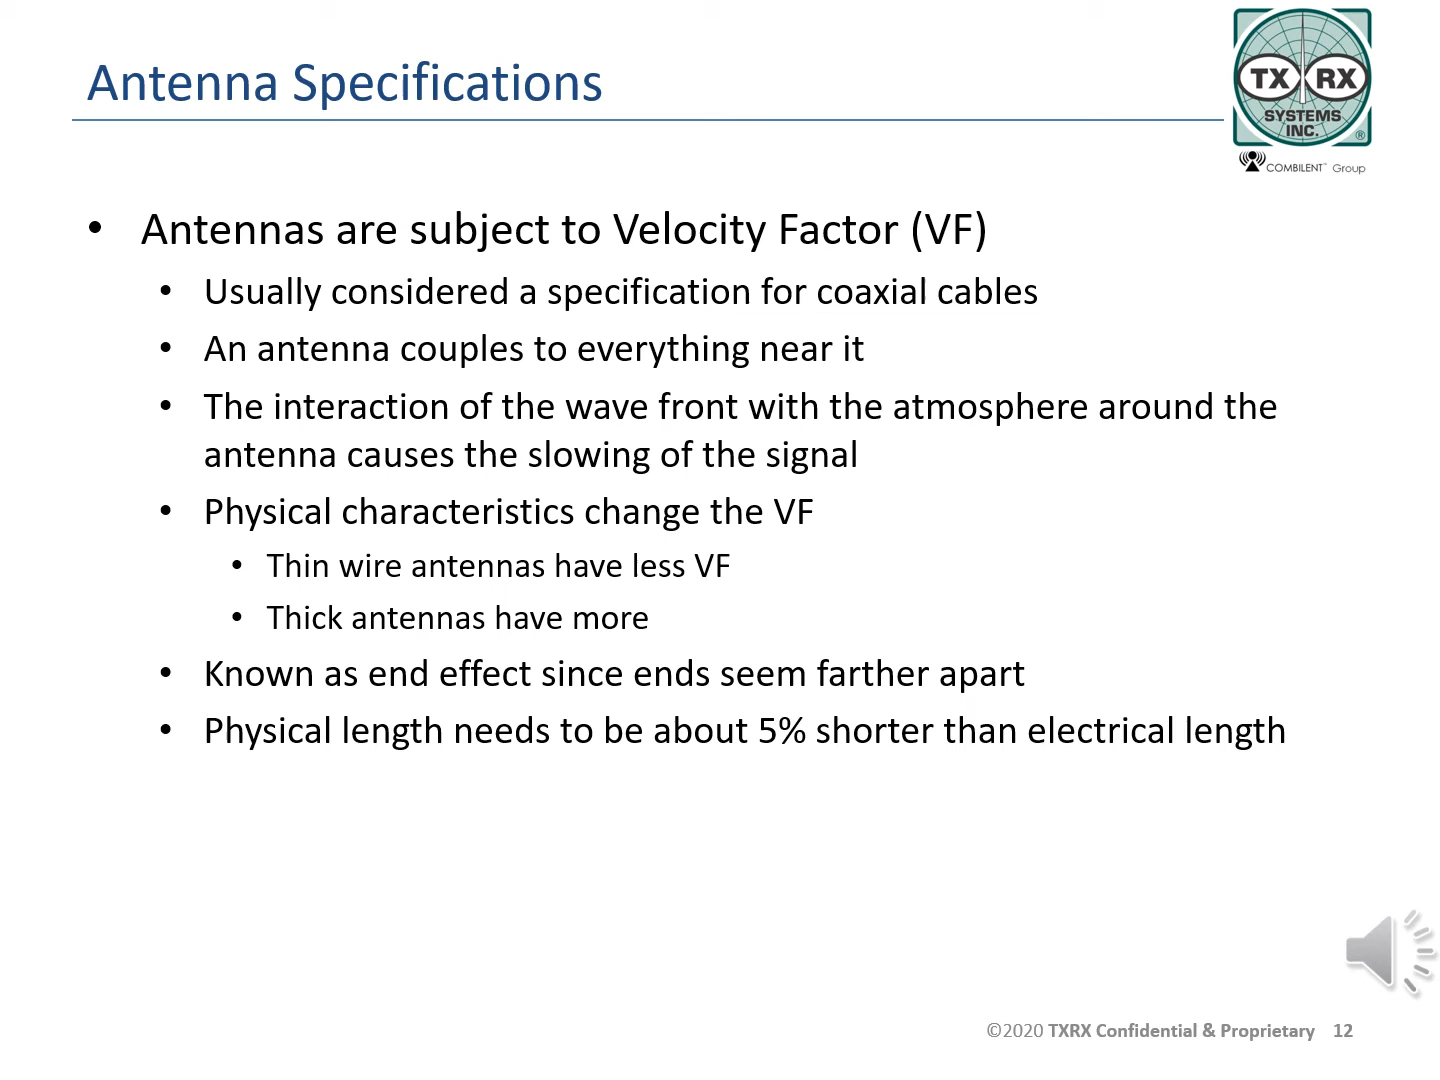 Antenna Specifications
TX RX
SYSTEMS
INC.
®
COMBILENT™ Group
• Antennas are subject to Velocity Factor (VF)
• Usually considered a specification for coaxial cables
• An antenna couples to everything near it
• The interaction of the wave front with the atmosphere around the
antenna causes the slowing of the signal
• Physical characteristics change the VF
• Thin wire antennas have less VF
• Thick antennas have more
• Known as end effect since ends seem farther apart
• Physical length needs to be about 5% shorter than electrical length
©2020 TXRX Confidential & Proprietary 12